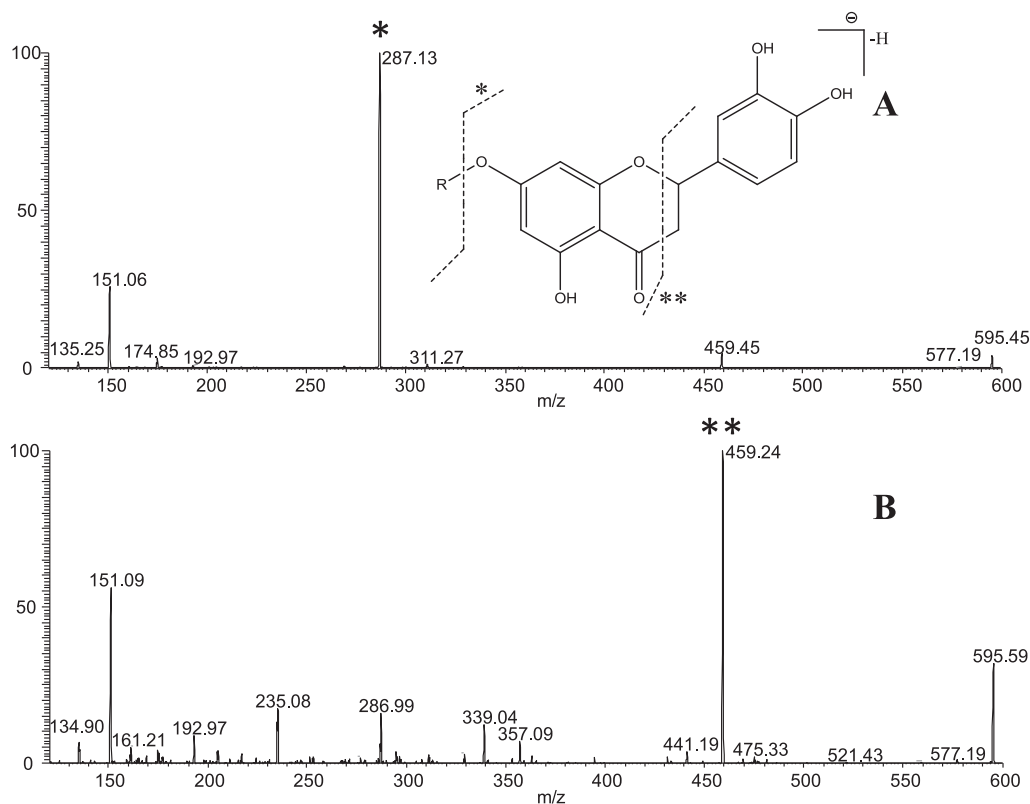 *
287.13
⊖
-H
OH
OH
A
*
R
O
O
OH
O
**
100
50
0
135.25
151.06
174.85
192.97
311.27
459.45
577.19
595.45
150 200 250 300 350 400 450 500 550 600
m/z
**
459.24
B
100
50
0
134.90
151.09
161.21
192.97
235.08
286.99
339.04
357.09
441.19
475.33
521.43
577.19
595.59
150 200 250 300 350 400 450 500 550 600
m/z